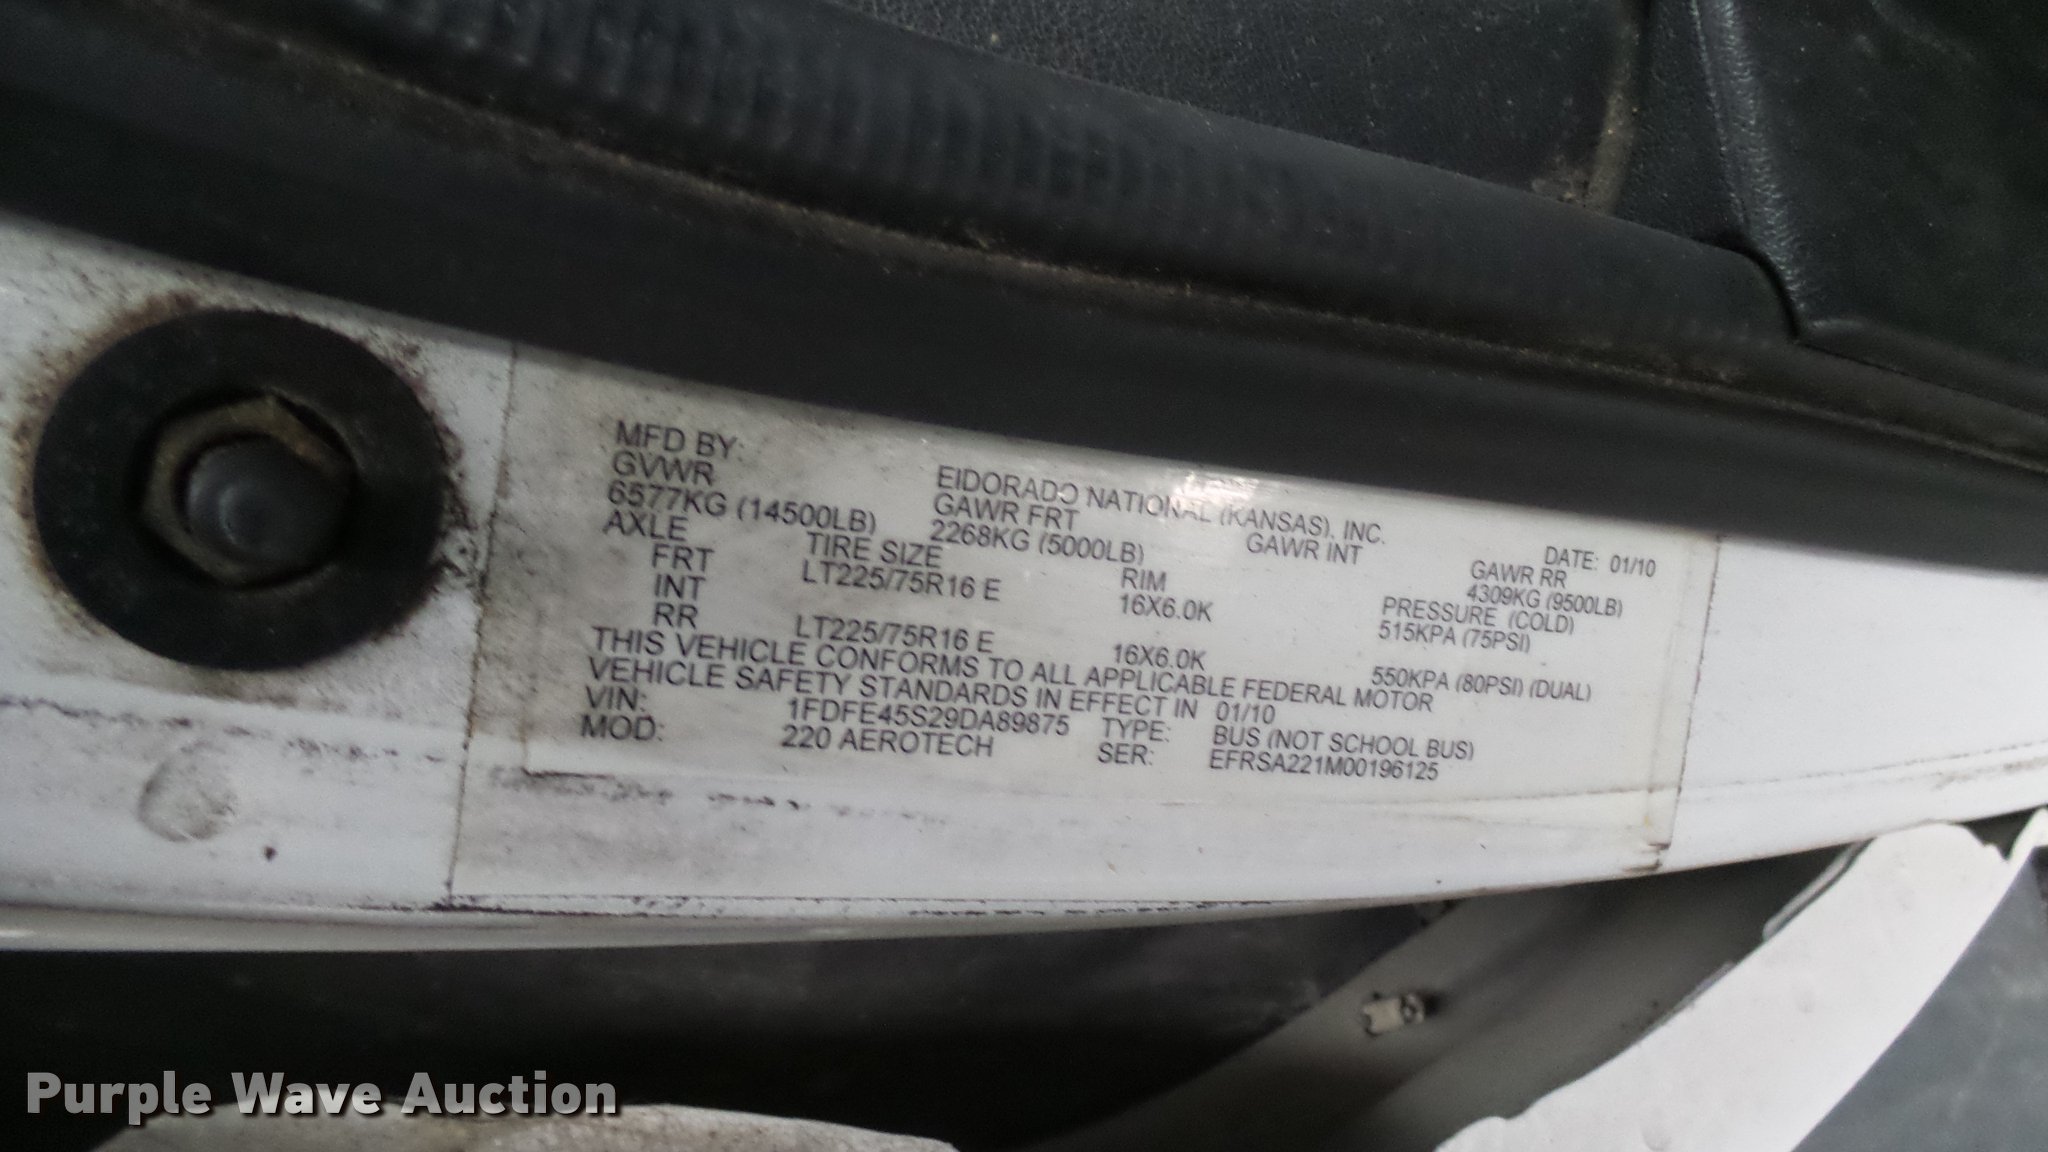 MFD BY: EIDORADO NATIONAL (KANSAS), INC. DATE: 01/10
GVWR GAWR FRT GAWR INT GAWR RR
6577KG (14500LB) 2268KG (5000LB) 4309KG (9500LB)
AXLE TIRE SIZE RIM PRESSURE (COLD)
FRT LT225/75R16 E 16X6.0K 515KPA (75PSI)
INT
RR LT225/75R16 E 16X6.0K 550KPA (80PSI) (DUAL)
THIS VEHICLE CONFORMS TO ALL APPLICABLE FEDERAL MOTOR
VEHICLE SAFETY STANDARDS IN EFFECT IN 01/10
VIN: 1FDFE45S29DA89875 TYPE: BUS (NOT SCHOOL BUS)
MOD: 220 AEROTECH SER: EFRSA221M00196125
Purple Wave Auction